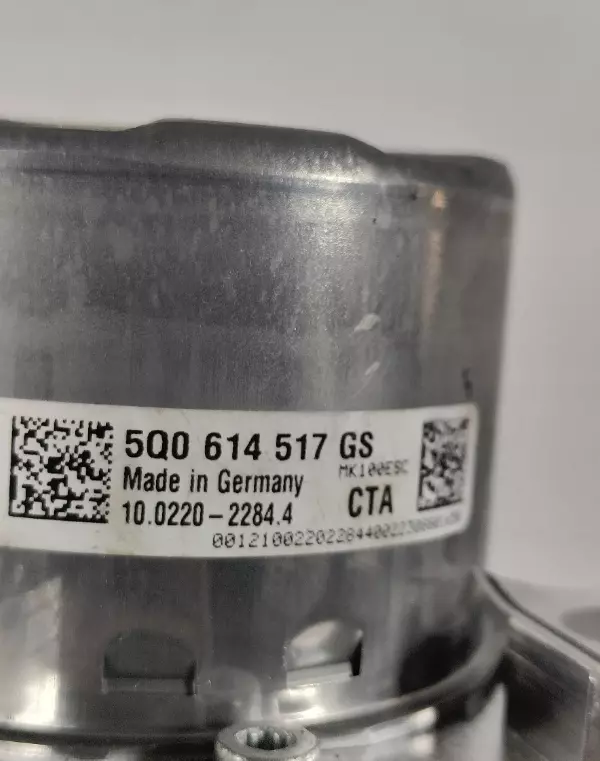 5Q0 614 517 GS
MK100ESC
Made in Germany
10.0220-2284.4 CTA